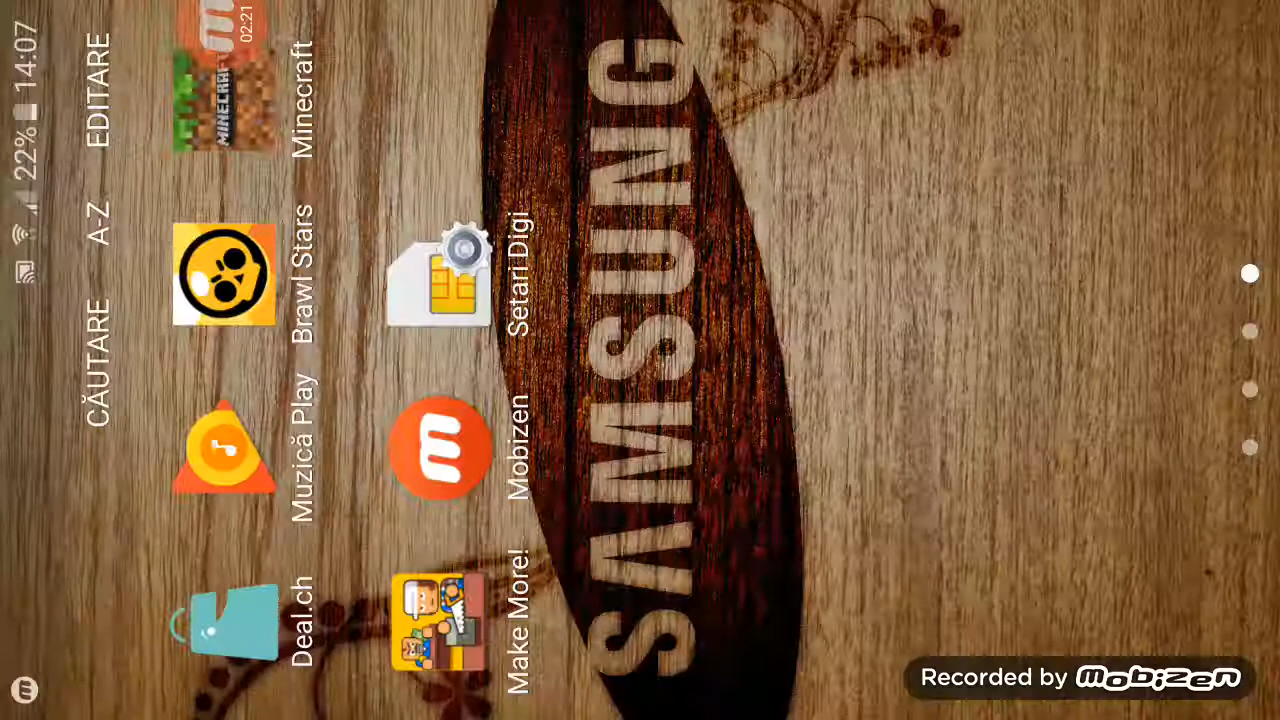 22% 14:07
CĂUTARE A-Z EDITARE
02:21
MINECRAFT
Deal.ch Muzică Play Brawl Stars Minecraft
Make More! Mobizen Setari Digi
SAMSUNG
Recorded by mobizen